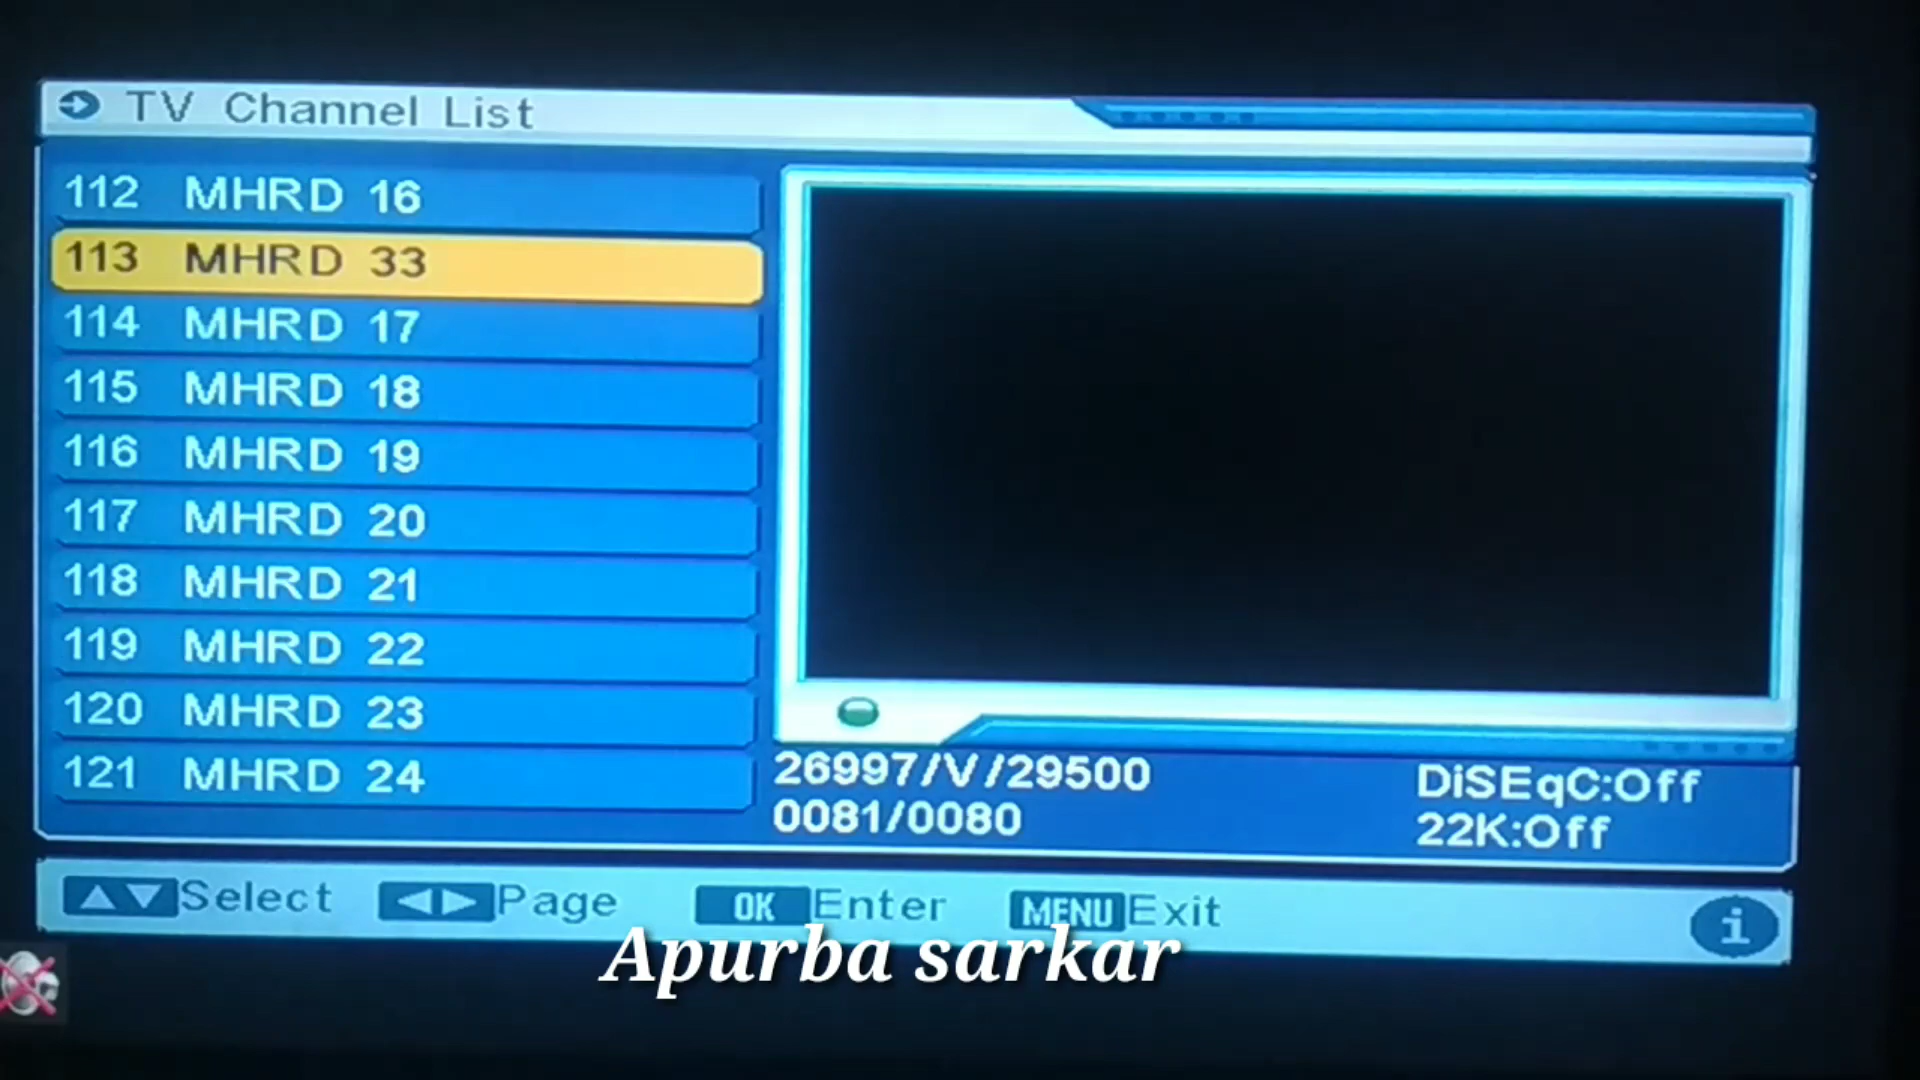 TV Channel List
112 MHRD 16
113 MHRD 33
114 MHRD 17
115 MHRD 18
116 MHRD 19
117 MHRD 20
118 MHRD 21
119 MHRD 22
120 MHRD 23
121 MHRD 24
26997/V/29500
0081/0080
DiSEqC:Off
22K:Off
Select Page OK Enter MENU Exit i
Apurba sarkar